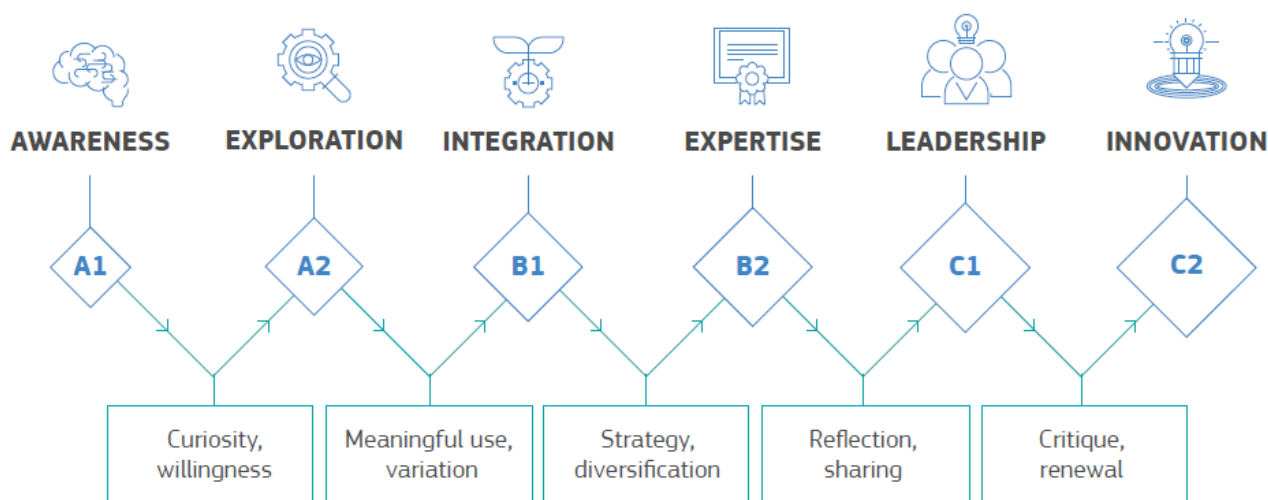 AWARENESS
EXPLORATION
INTEGRATION
EXPERTISE
LEADERSHIP
INNOVATION
A1
A2
B1
B2
C1
C2
Curiosity,
willingness
Meaningful use,
variation
Strategy,
diversification
Reflection,
sharing
Critique,
renewal